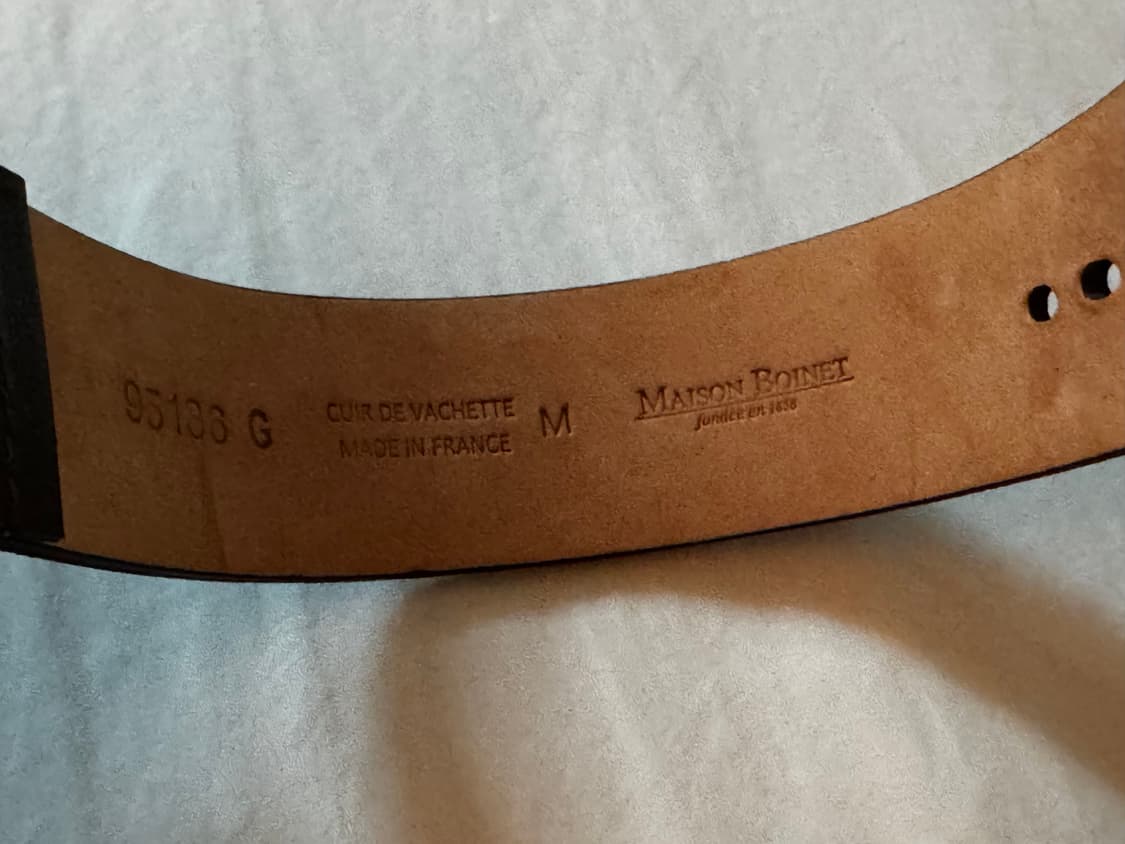 95136 G
CUIR DE VACHETTE
MADE IN FRANCE
M
MAISON BOINET
fondée en 1858